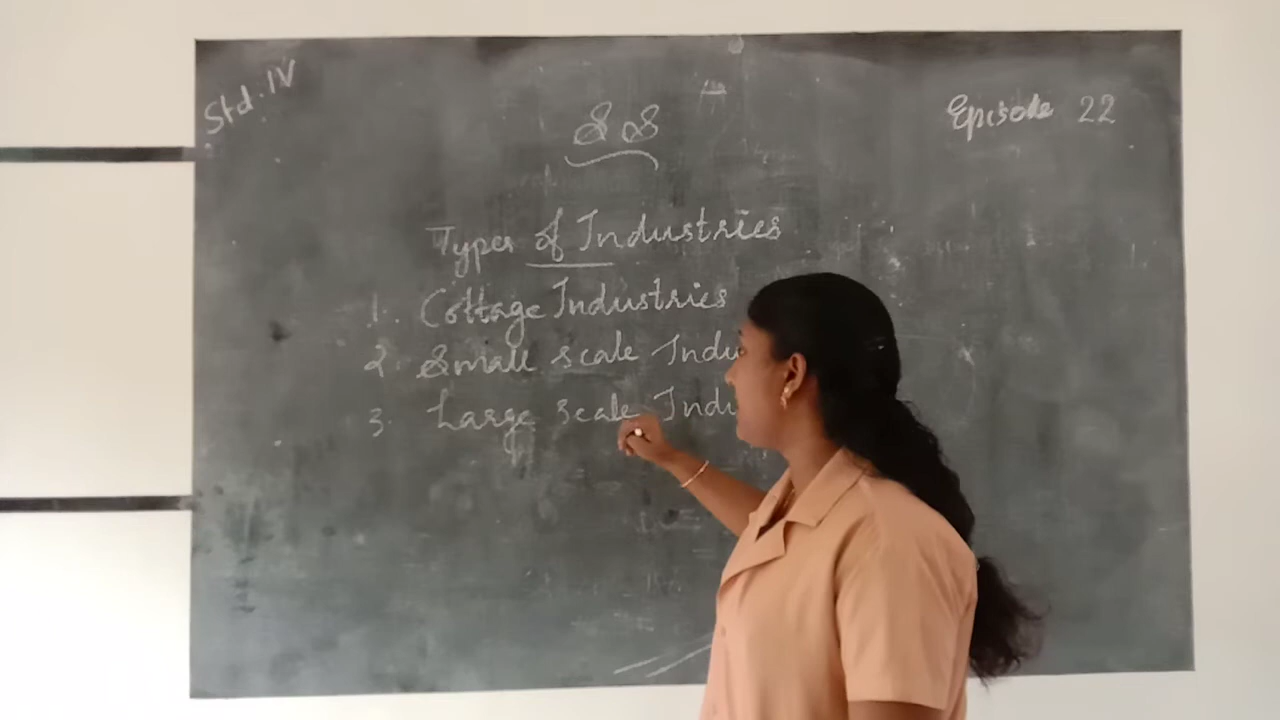 Std. IV
SS
Episode 22
Types of Industries
1. Cottage Industries
2. Small scale Indu
3. Large scale Indu